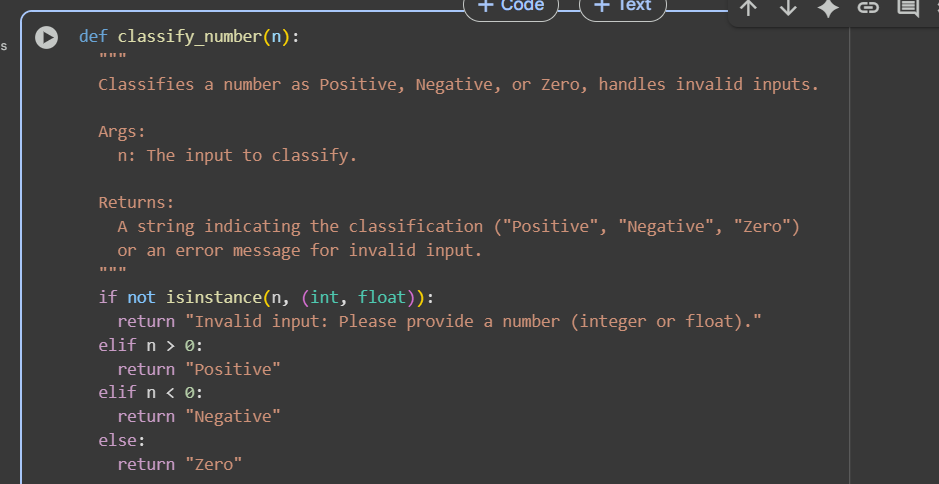 + Code + Text
s
def classify_number(n):
"""
Classifies a number as Positive, Negative, or Zero, handles invalid inputs.
Args:
n: The input to classify.
Returns:
A string indicating the classification ("Positive", "Negative", "Zero")
or an error message for invalid input.
"""
if not isinstance(n, (int, float)):
return "Invalid input: Please provide a number (integer or float)."
elif n > 0:
return "Positive"
elif n < 0:
return "Negative"
else:
return "Zero"